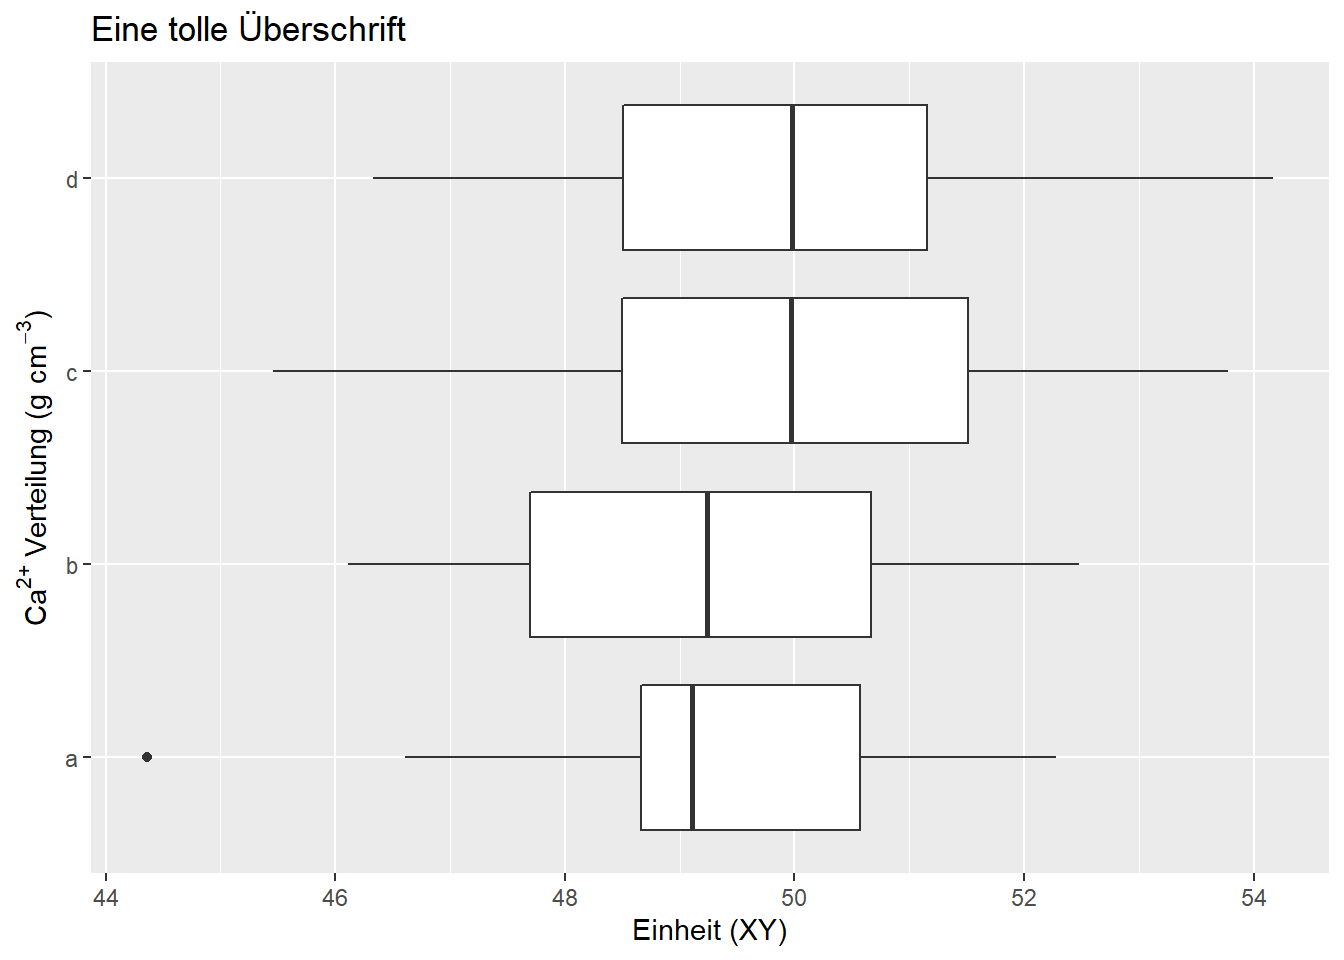 Eine tolle Überschrift
Ca²⁺ Verteilung (g cm⁻³)
d
c
b
a
44 46 48 50 52 54
Einheit (XY)